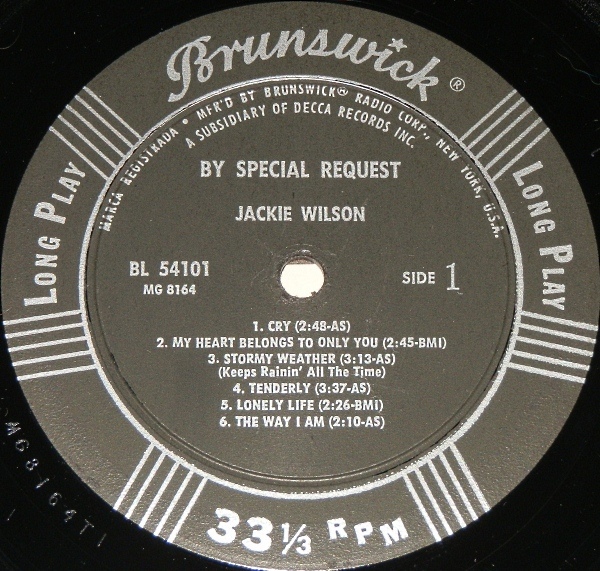 Brunswick®
MARCA REGISTRADA • MFR'D BY BRUNSWICK® RADIO CORP., NEW YORK, U.S.A.
A SUBSIDIARY OF DECCA RECORDS INC.
BY SPECIAL REQUEST
JACKIE WILSON
LONG PLAY
LONG PLAY
BL 54101
MG 8164
SIDE 1
1. CRY (2:48-AS)
2. MY HEART BELONGS TO ONLY YOU (2:45-BMI)
3. STORMY WEATHER (3:13-AS)
(Keeps Rainin' All The Time)
4. TENDERLY (3:37-AS)
5. LONELY LIFE (2:26-BMI)
6. THE WAY I AM (2:10-AS)
33 1/3 RPM
MG8164T1